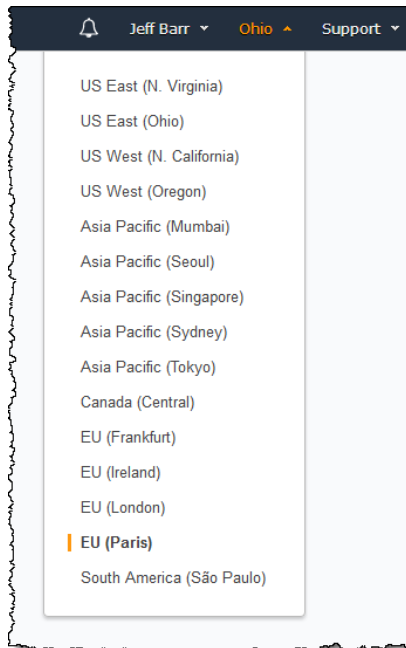 Jeff Barr Ohio Support
US East (N. Virginia)
US East (Ohio)
US West (N. California)
US West (Oregon)
Asia Pacific (Mumbai)
Asia Pacific (Seoul)
Asia Pacific (Singapore)
Asia Pacific (Sydney)
Asia Pacific (Tokyo)
Canada (Central)
EU (Frankfurt)
EU (Ireland)
EU (London)
EU (Paris)
South America (São Paulo)